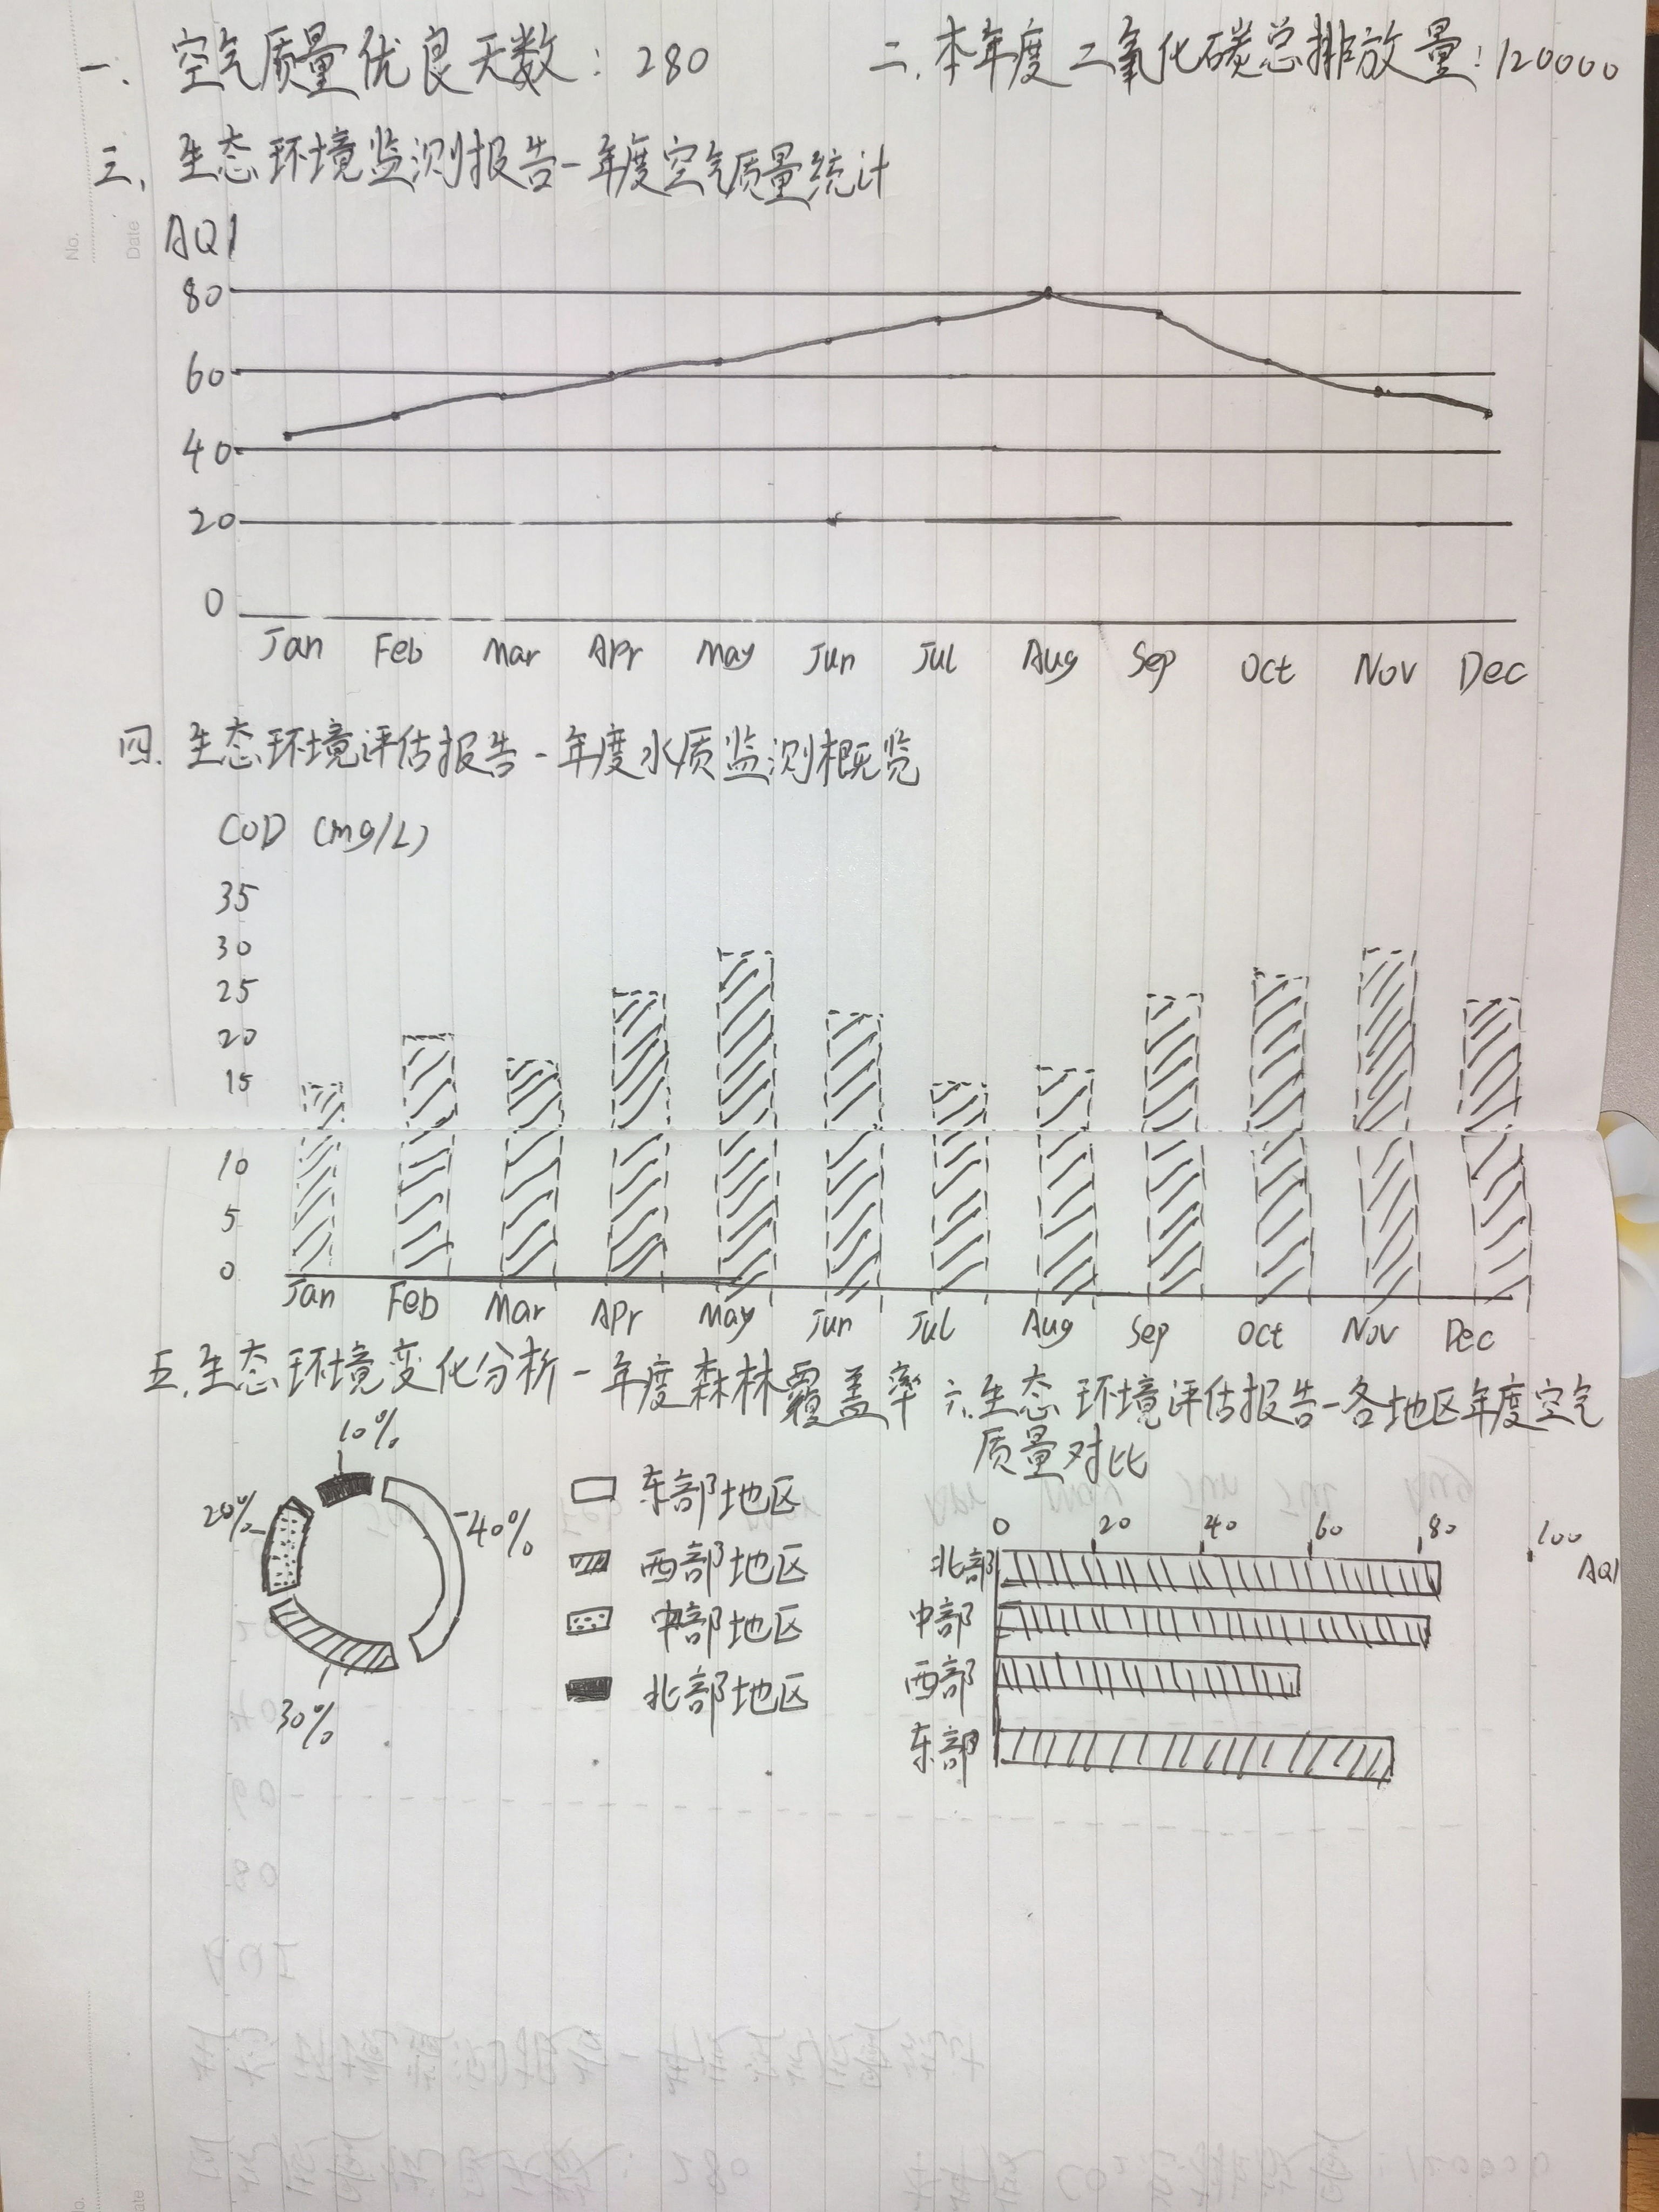 一. 空气质量优良天数: 280
二. 本年度二氧化碳总排放量: 120000
三. 生态环境监测报告-年度空气质量统计
No.
Date
AQI
80
60
40
20
0
Jan Feb Mar Apr May Jun Jul Aug Sep Oct Nov Dec
四. 生态环境评估报告-年度水质监测概览
COD (mg/L)
35
30
25
20
15
10
5
0
Jan Feb Mar Apr May Jun Jul Aug Sep Oct Nov Dec
五. 生态环境变化分析-年度森林覆盖率
10%
20%
40%
30%
东部地区
西部地区
中部地区
北部地区
六. 生态环境评估报告-各地区年度空气
质量对比
0 20 40 60 80 100
AQI
北部
中部
西部
东部